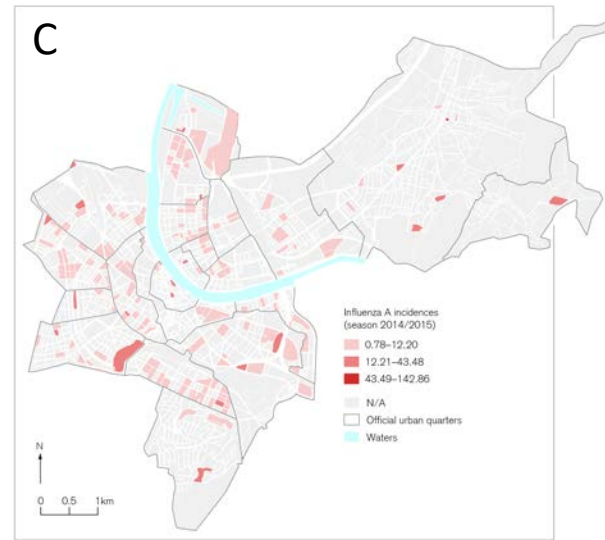 C
Influenza A incidences
(season 2014/2015)
0.78–12.20
12.21–43.48
43.49–142.86
N/A
Official urban quarters
Waters
N
0 0.5 1km